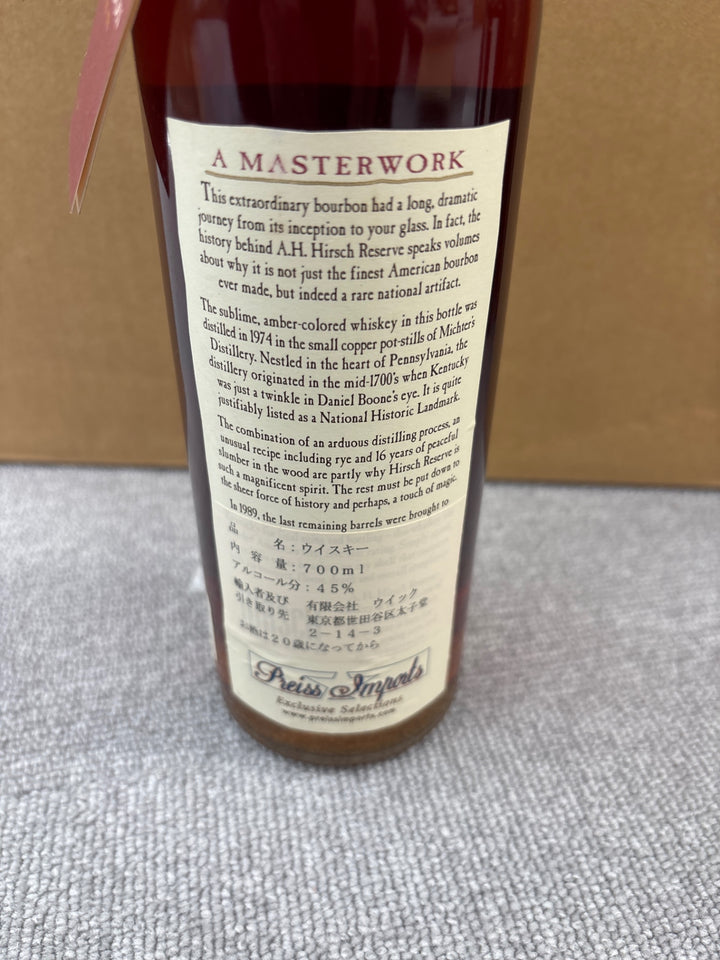 A MASTERWORK
This extraordinary bourbon had a long, dramatic
journey from its inception to your glass. In fact, the
history behind A.H. Hirsch Reserve speaks volumes
about why it is not just the finest American bourbon
ever made, but indeed a rare national artifact.
The sublime, amber-colored whiskey in this bottle was
distilled in 1974 in the small copper pot-stills of Michter's
Distillery. Nestled in the heart of Pennsylvania, the
distillery originated in the mid-1700's when Kentucky
was just a twinkle in Daniel Boone's eye. It is quite
justifiably listed as a National Historic Landmark.
The combination of an arduous distilling process, an
unusual recipe including rye and 16 years of peaceful
slumber in the wood are partly why Hirsch Reserve is
such a magnificent spirit. The rest must be put down to
the sheer force of history and perhaps, a touch of magic.
In 1989, the last remaining barrels were brought to
品 名：ウイスキー
内 容 量：700ml
アルコール分：45%
輸入者及び 有限会社 ウイック
引き取り先 東京都世田谷区太子堂
2－14－3
お酒は20歳になってから
Preiss Imports
Exclusive Selections
www.preissimports.com